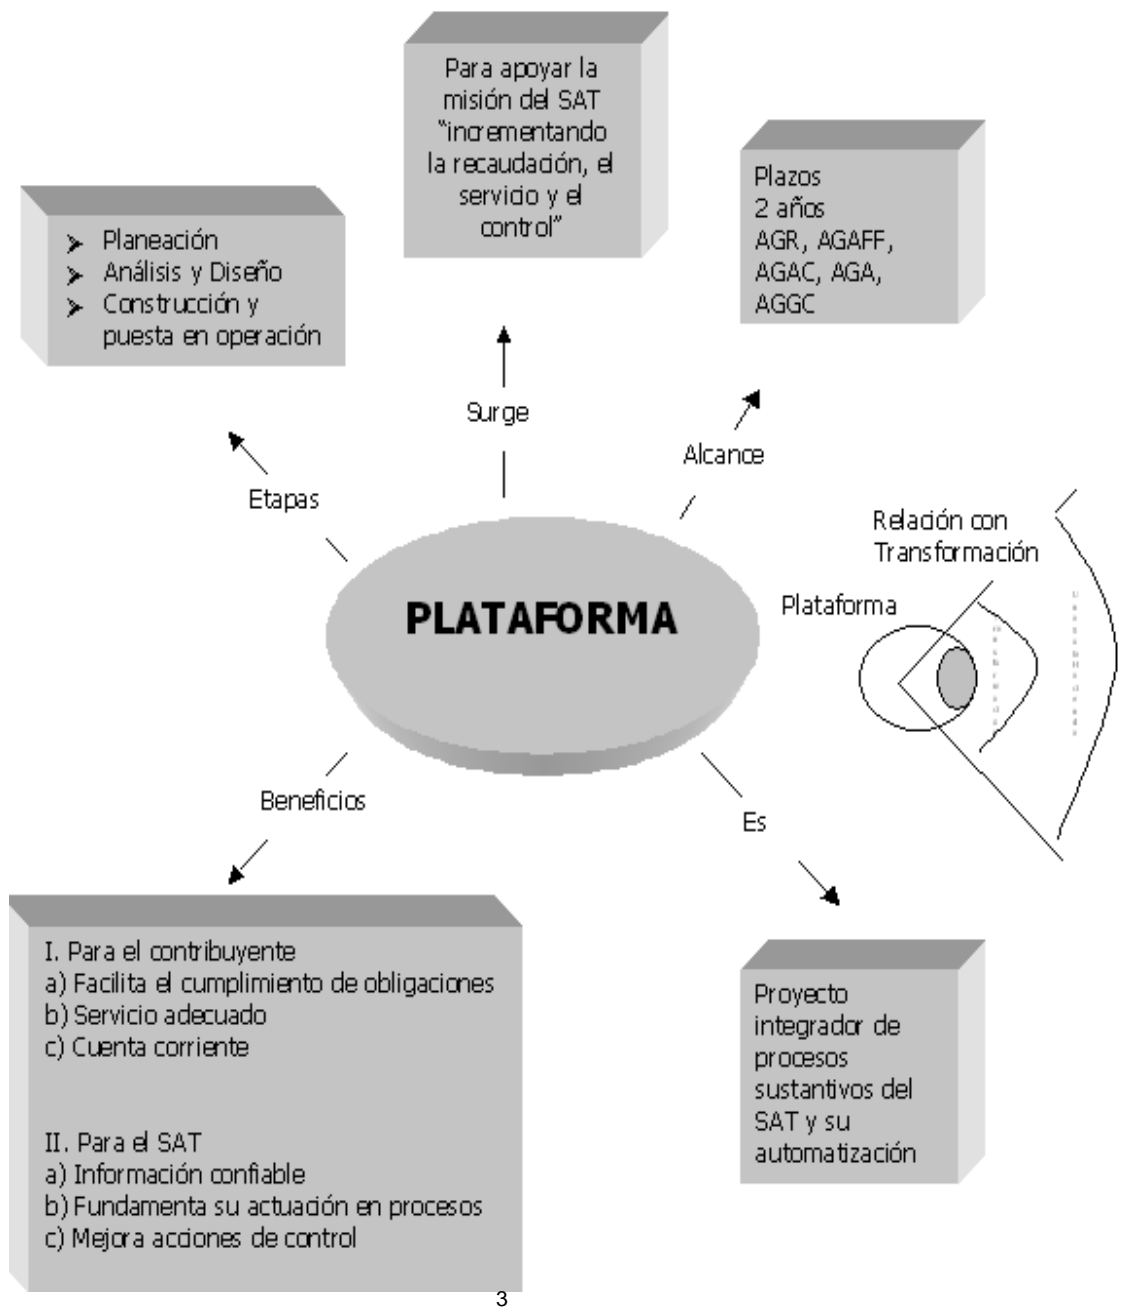 Para apoyar la
misión del SAT
“incrementando
la recaudación, el
servicio y el
control”
Plazos
2 años
AGR, AGAFF,
AGAC, AGA,
AGGC
➢ Planeación
➢ Análisis y Diseño
➢ Construcción y
puesta en operación
Surge
Alcance
Etapas
Relación con
Transformación
Plataforma
PLATAFORMA
Beneficios
Es
I. Para el contribuyente
a) Facilita el cumplimiento de obligaciones
b) Servicio adecuado
c) Cuenta corriente
II. Para el SAT
a) Información confiable
b) Fundamenta su actuación en procesos
c) Mejora acciones de control
Proyecto
integrador de
procesos
sustantivos del
SAT y su
automatización
3